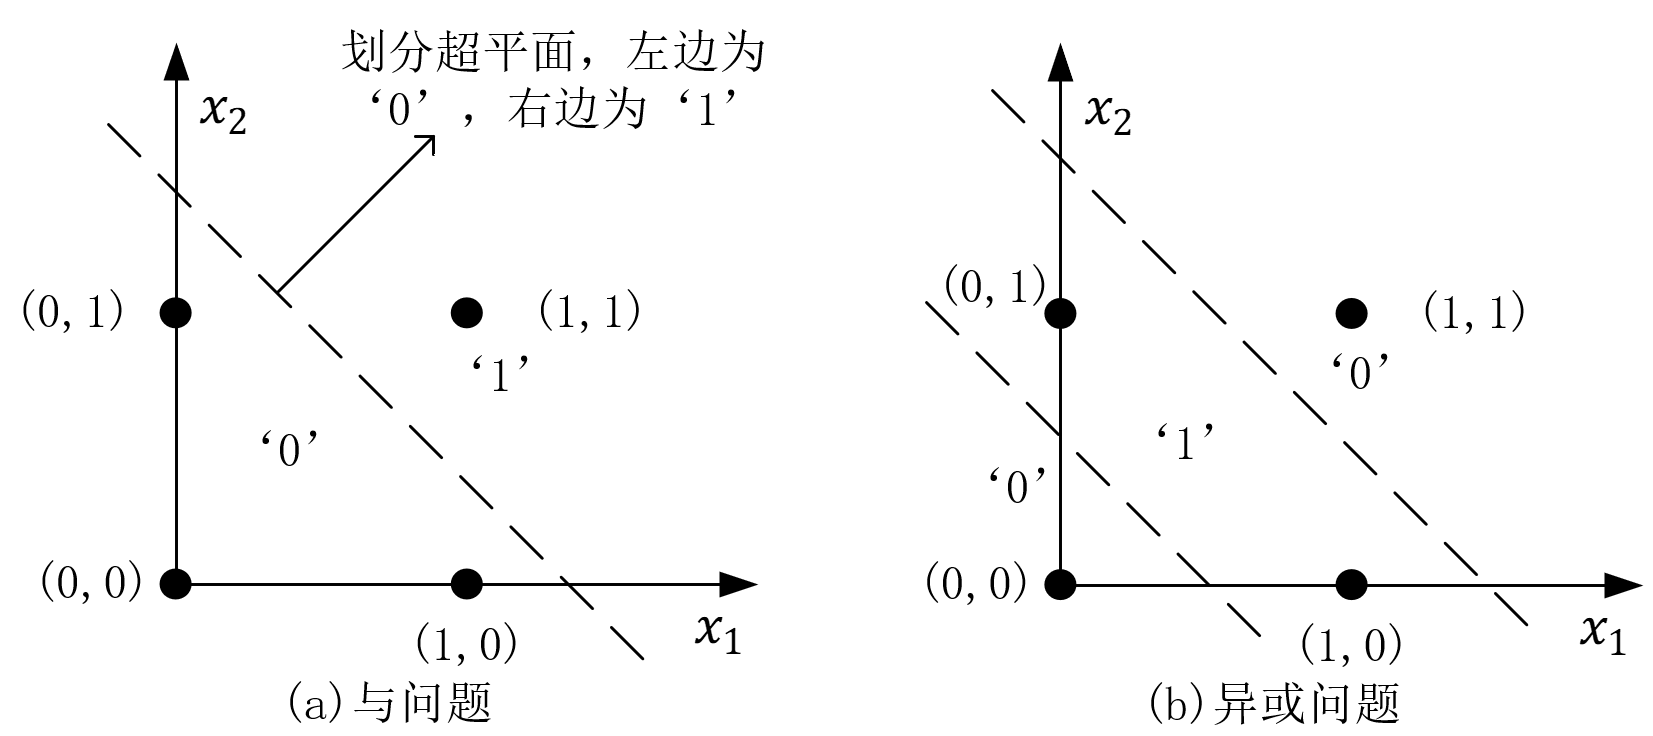 划分超平面，左边为
‘0’，右边为‘1’
x₂
(0, 1)
(1, 1)
‘1’
‘0’
(0, 0)
(1, 0)
x₁
(a)与问题
x₂
(0, 1)
(1, 1)
‘0’
‘1’
‘0’
(0, 0)
(1, 0)
x₁
(b)异或问题